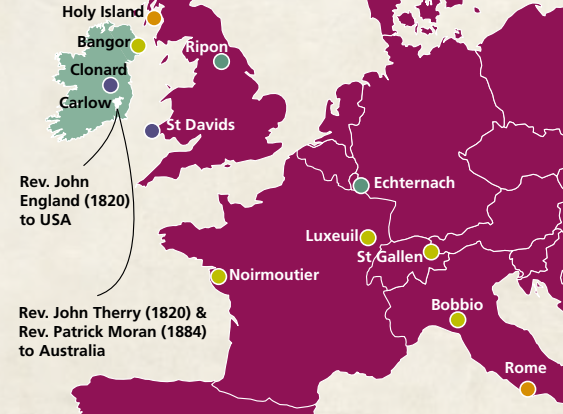 Holy Island
Bangor
Ripon
Clonard
Carlow
St Davids
Rev. John
England (1820)
to USA
Echternach
Luxeuil
St Gallen
Noirmoutier
Rev. John Therry (1820) &
Rev. Patrick Moran (1884)
to Australia
Bobbio
Rome